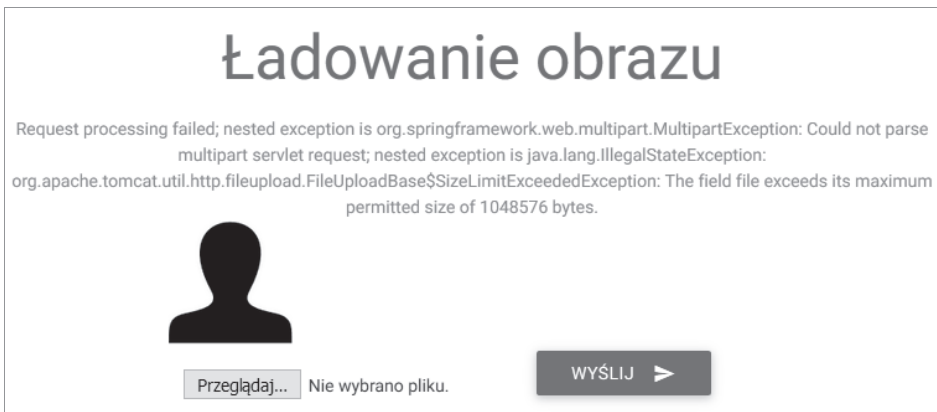 Ładowanie obrazu
Request processing failed; nested exception is org.springframework.web.multipart.MultipartException: Could not parse
multipart servlet request; nested exception is java.lang.IllegalStateException:
org.apache.tomcat.util.http.fileupload.FileUploadBase$SizeLimitExceededException: The field file exceeds its maximum
permitted size of 1048576 bytes.
Przeglądaj... Nie wybrano pliku. WYŚLIJ